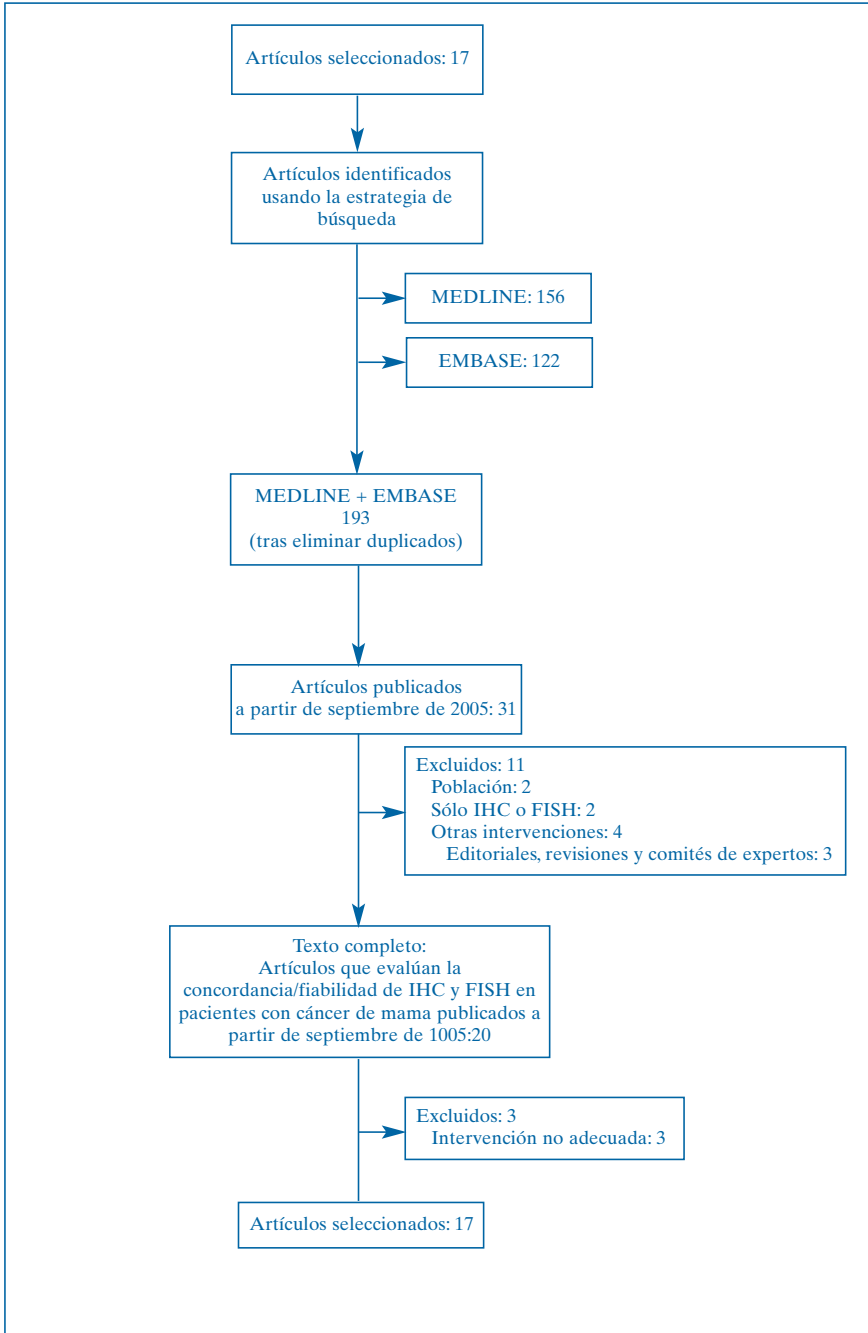 Artículos seleccionados: 17
Artículos identificados
usando la estrategia de
búsqueda
MEDLINE: 156
EMBASE: 122
MEDLINE + EMBASE
193
(tras eliminar duplicados)
Artículos publicados
a partir de septiembre de 2005: 31
Excluidos: 11
Población: 2
Sólo IHC o FISH: 2
Otras intervenciones: 4
Editoriales, revisiones y comités de expertos: 3
Texto completo:
Artículos que evalúan la
concordancia/fiabilidad de IHC y FISH en
pacientes con cáncer de mama publicados a
partir de septiembre de 1005:20
Excluidos: 3
Intervención no adecuada: 3
Artículos seleccionados: 17